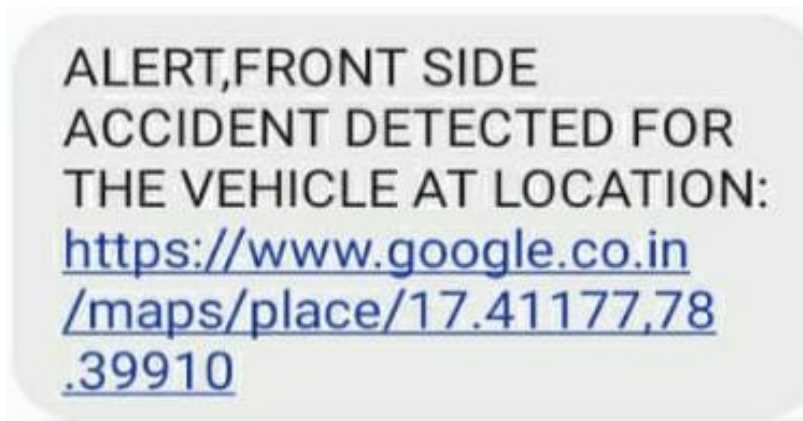 ALERT,FRONT SIDE
ACCIDENT DETECTED FOR
THE VEHICLE AT LOCATION:
https://www.google.co.in
/maps/place/17.41177,78
.39910